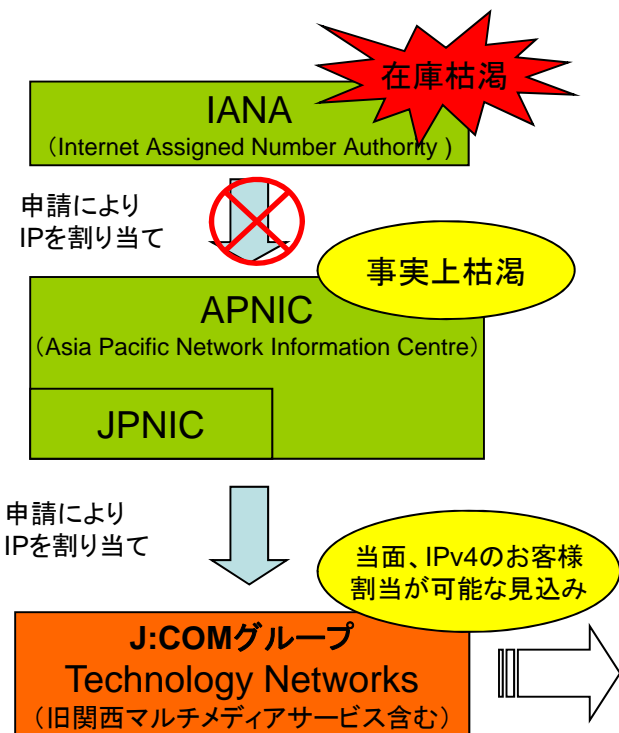 在庫枯渇
IANA
（Internet Assigned Number Authority )
申請により
IPを割り当て
事実上枯渇
APNIC
（Asia Pacific Network Information Centre）
JPNIC
申請により
IPを割り当て
当面、IPv4のお客様
割当が可能な見込み
J:COMグループ
Technology Networks
（旧関西マルチメディアサービス含む）